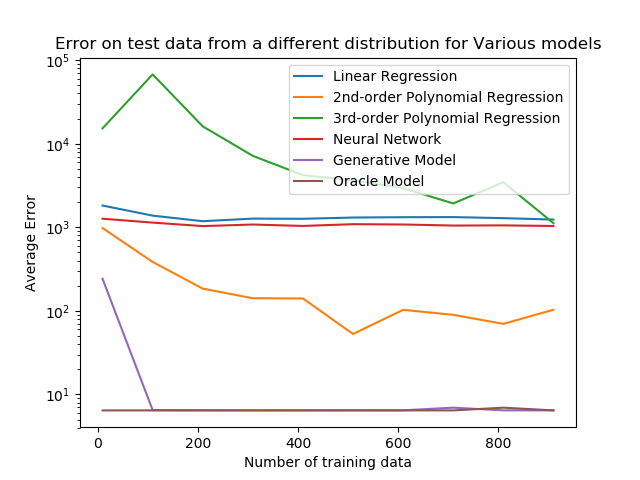 Error on test data from a different distribution for Various models
10^5
10^4
10^3
10^2
10^1
Average Error
Linear Regression
2nd-order Polynomial Regression
3rd-order Polynomial Regression
Neural Network
Generative Model
Oracle Model
0 200 400 600 800
Number of training data